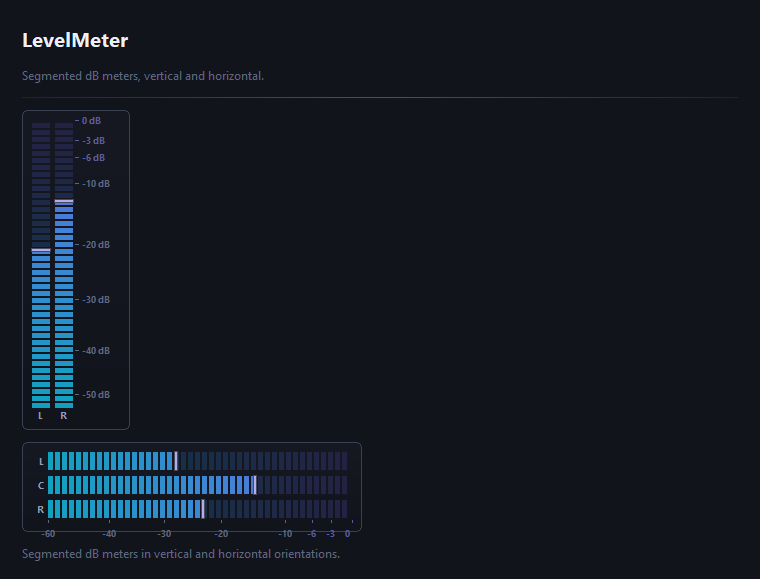 LevelMeter
Segmented dB meters, vertical and horizontal.
0 dB
-3 dB
-6 dB
-10 dB
-20 dB
-30 dB
-40 dB
-50 dB
L R
L
C
R
-60 -40 -30 -20 -10 -6 -3 0
Segmented dB meters in vertical and horizontal orientations.